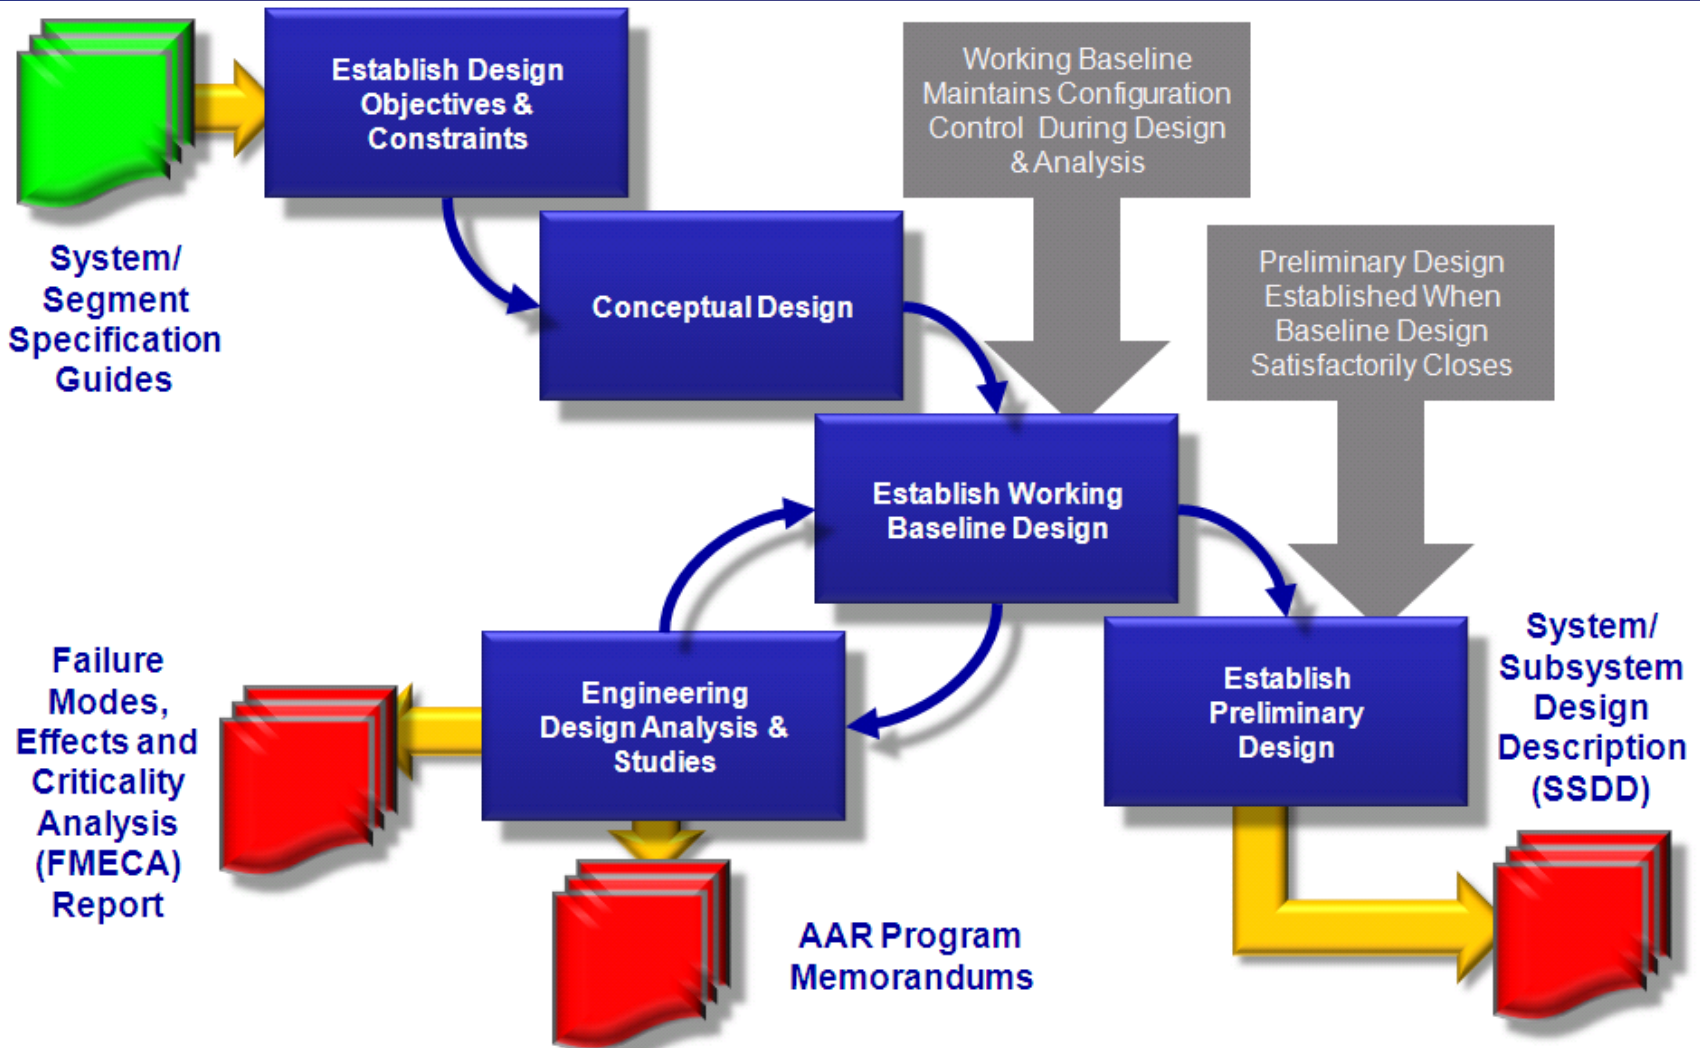 Establish Design
Objectives &
Constraints
Working Baseline
Maintains Configuration
Control During Design
& Analysis
System/
Segment
Specification
Guides
Conceptual Design
Preliminary Design
Established When
Baseline Design
Satisfactorily Closes
Establish Working
Baseline Design
Failure
Modes,
Effects and
Criticality
Analysis
(FMECA)
Report
Engineering
Design Analysis &
Studies
Establish
Preliminary
Design
System/
Subsystem
Design
Description
(SSDD)
AAR Program
Memorandums